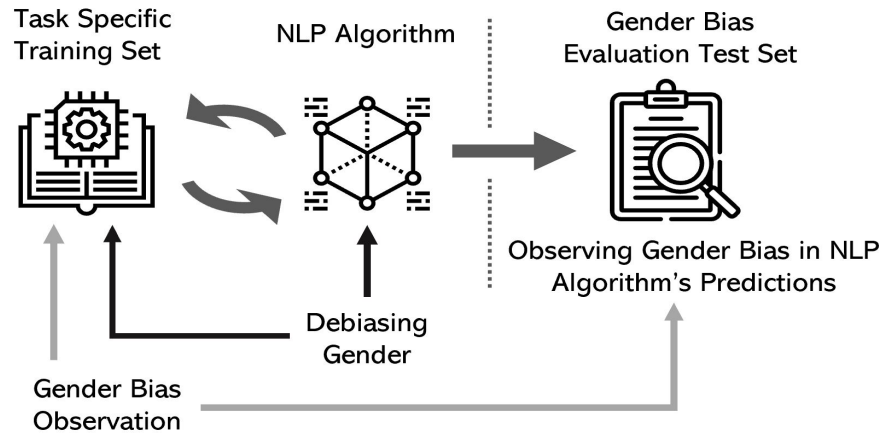 Task Specific
Training Set
NLP Algorithm
Gender Bias
Evaluation Test Set
Observing Gender Bias in NLP
Algorithm's Predictions
Debiasing
Gender
Gender Bias
Observation